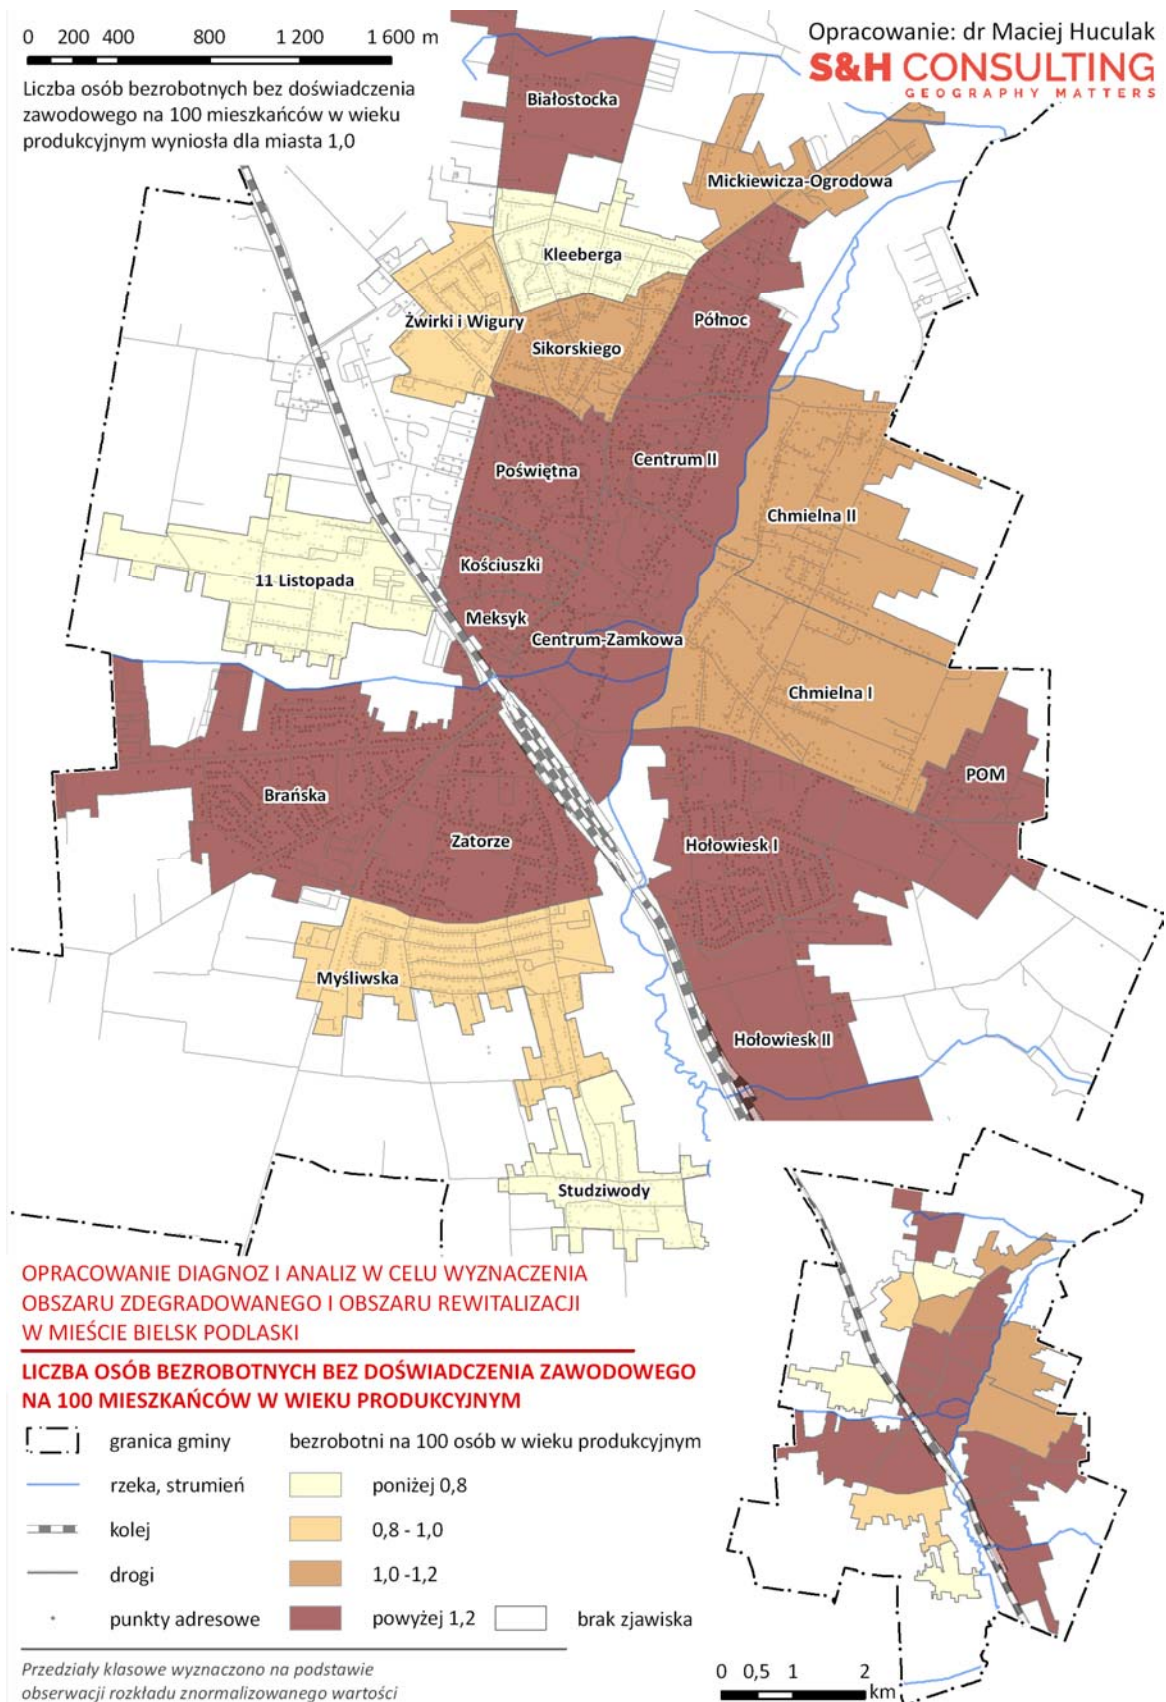 0 200 400 800 1 200 1 600 m
Liczba osób bezrobotnych bez doświadczenia
zawodowego na 100 mieszkańców w wieku
produkcyjnym wyniosła dla miasta 1,0
Opracowanie: dr Maciej Huculak
S&H CONSULTING
GEOGRAPHY MATTERS
Białostocka
Mickiewicza-Ogrodowa
Kleeberga
Żwirki i Wigury
Północ
Sikorskiego
Poświętna
Centrum II
Chmielna II
Kościuszki
11 Listopada
Meksyk
Centrum-Zamkowa
Chmielna I
POM
Brańska
Zatorze
Hołowiesk I
Myśliwska
Hołowiesk II
Studziwody
OPRACOWANIE DIAGNOZ I ANALIZ W CELU WYZNACZENIA
OBSZARU ZDEGRADOWANEGO I OBSZARU REWITALIZACJI
W MIEŚCIE BIELSK PODLASKI
LICZBA OSÓB BEZROBOTNYCH BEZ DOŚWIADCZENIA ZAWODOWEGO
NA 100 MIESZKAŃCÓW W WIEKU PRODUKCYJNYM
granica gminy
bezrobotni na 100 osób w wieku produkcyjnym
rzeka, strumień
poniżej 0,8
kolej
0,8 - 1,0
drogi
1,0 -1,2
punkty adresowe
powyżej 1,2
brak zjawiska
Przedziały klasowe wyznaczono na podstawie
obserwacji rozkładu znormalizowanego wartości
0 0,5 1 2
km